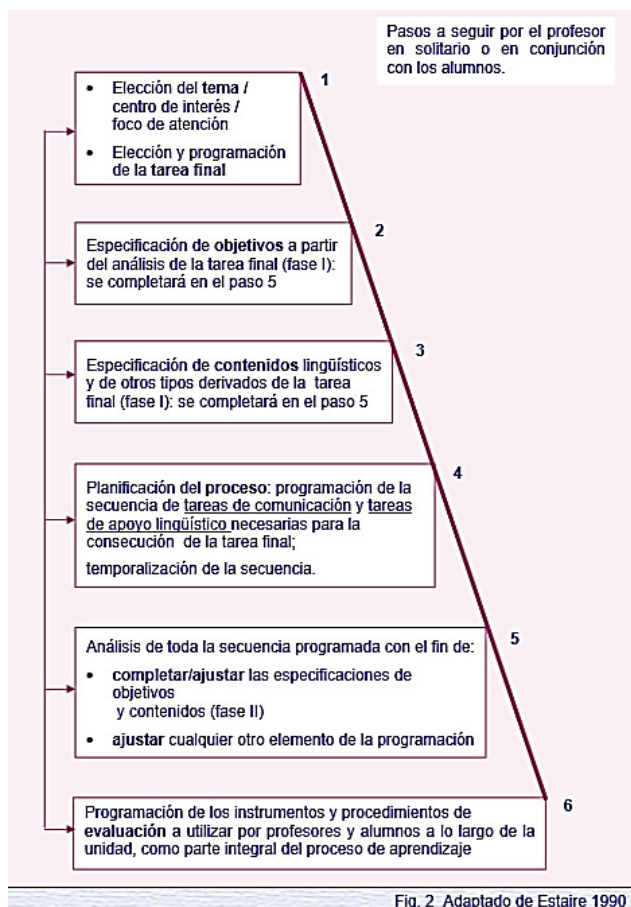 Pasos a seguir por el profesor
en solitario o en conjunción
con los alumnos.
1
• Elección del tema /
centro de interés /
foco de atención
• Elección y programación
de la tarea final
2
Especificación de objetivos a partir
del análisis de la tarea final (fase I):
se completará en el paso 5
3
Especificación de contenidos lingüísticos
y de otros tipos derivados de la tarea
final (fase I): se completará en el paso 5
4
Planificación del proceso: programación de la
secuencia de tareas de comunicación y tareas
de apoyo lingüístico necesarias para la
consecución de la tarea final;
temporalización de la secuencia.
5
Análisis de toda la secuencia programada con el fin de:
• completar/ajustar las especificaciones de
objetivos
y contenidos (fase II)
• ajustar cualquier otro elemento de la programación
6
Programación de los instrumentos y procedimientos de
evaluación a utilizar por profesores y alumnos a lo largo de la
unidad, como parte integral del proceso de aprendizaje
Fig. 2 Adaptado de Estaire 1990